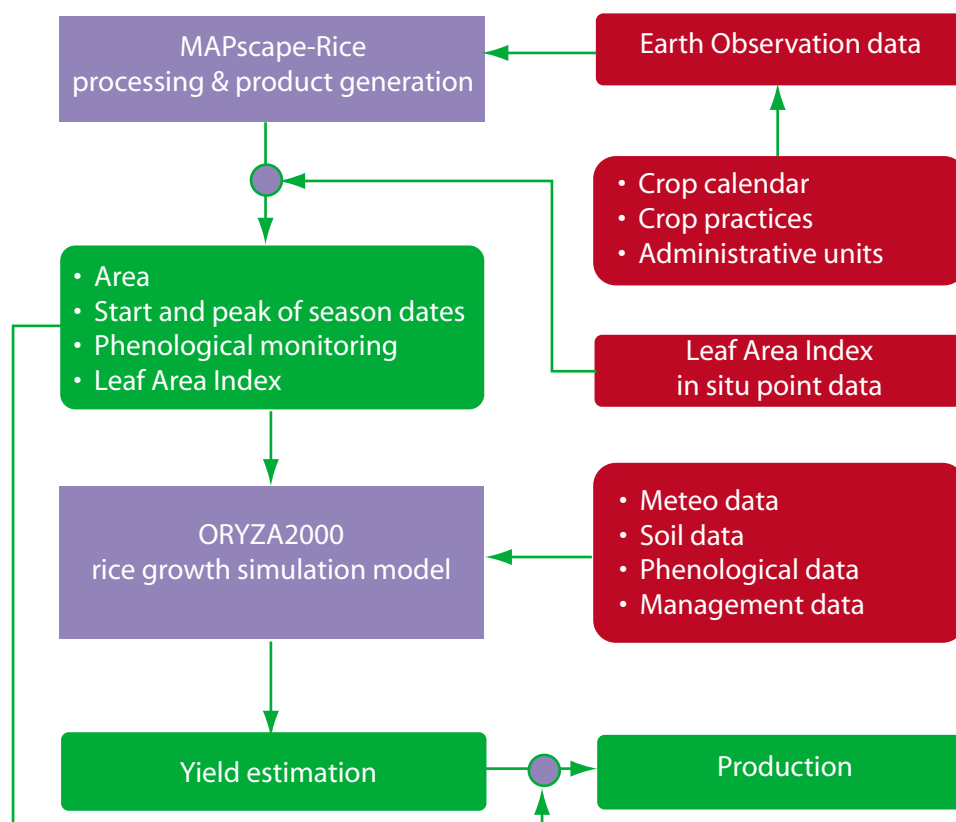 MAPscape-Rice
processing & product generation
Earth Observation data
• Crop calendar
• Crop practices
• Administrative units
• Area
• Start and peak of season dates
• Phenological monitoring
• Leaf Area Index
Leaf Area Index
in situ point data
ORYZA2000
rice growth simulation model
• Meteo data
• Soil data
• Phenological data
• Management data
Yield estimation
Production